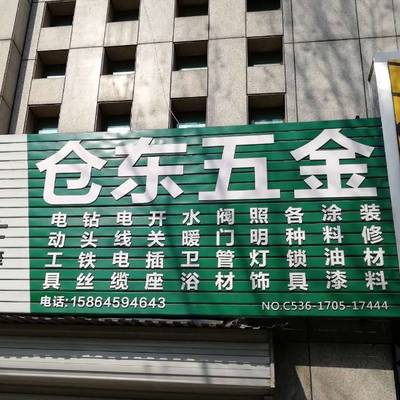 仓东五金
电钻电开水阀照各涂装
动头线关暖门明种料修
工铁电插卫管灯锁油材
具丝缆座浴材饰具漆料
电话:15864594643
NO.C536-1705-17444